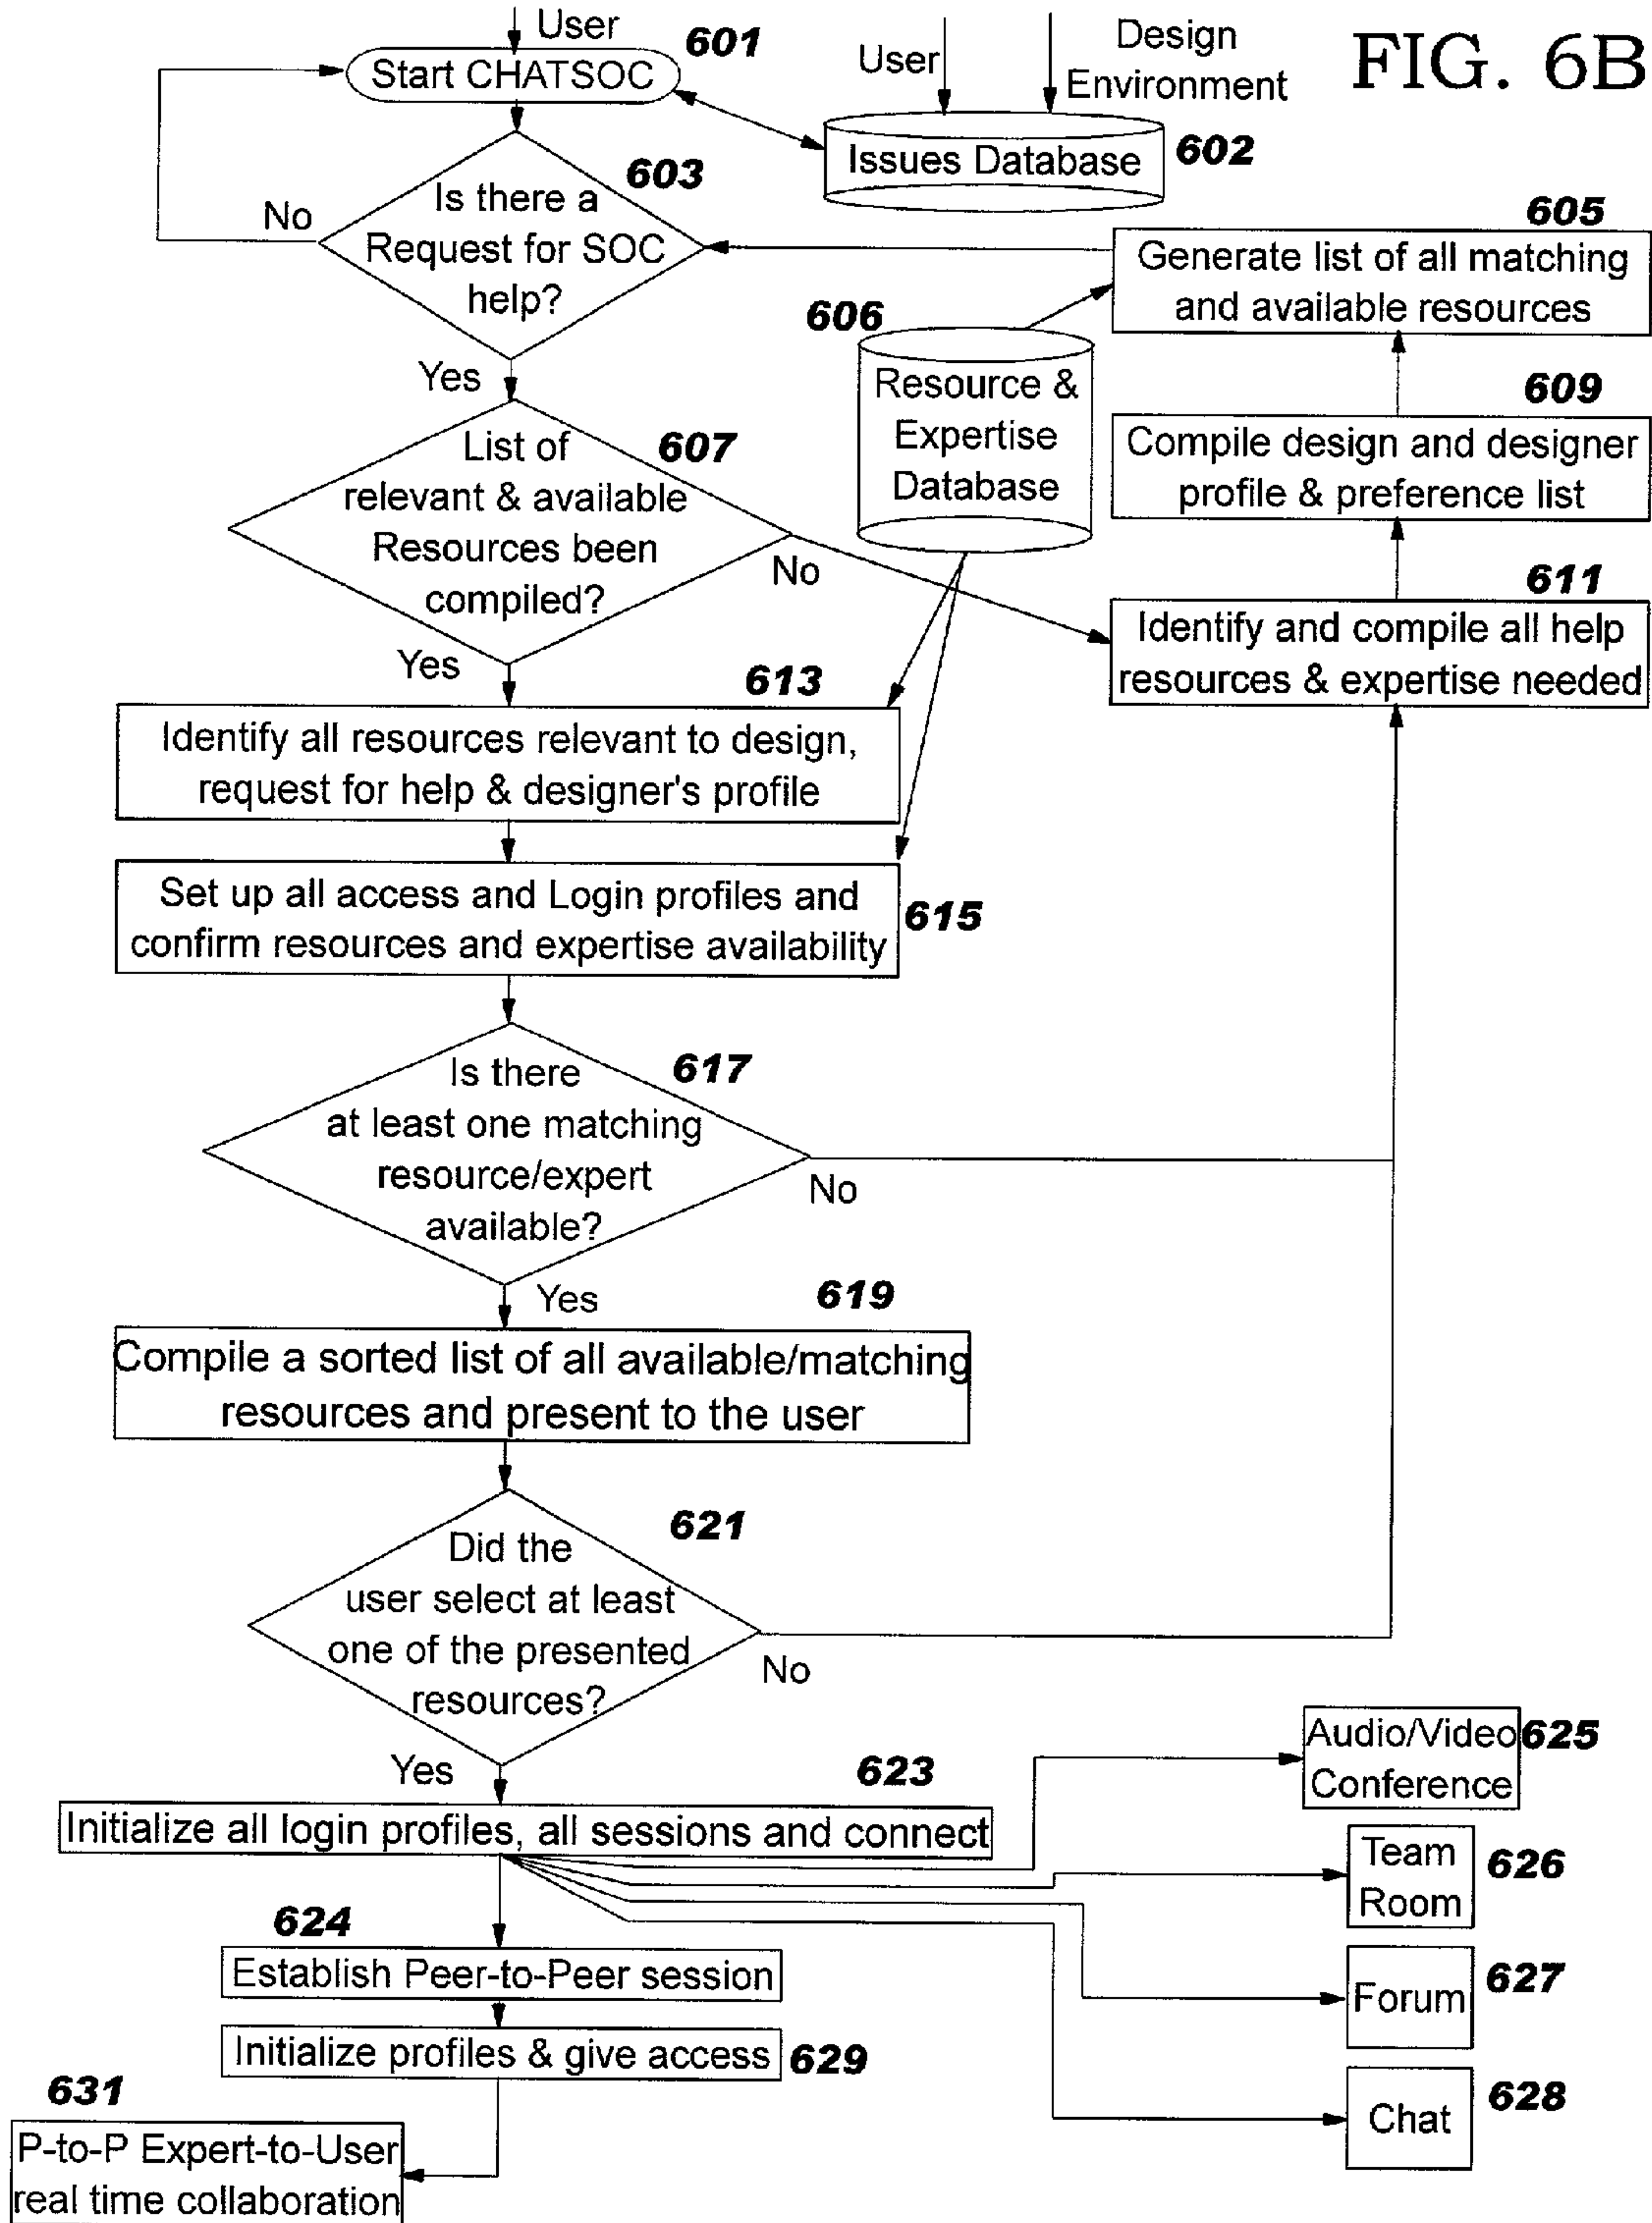 FIG. 6B
User
601
Start CHATSOC
User
Design
Environment
Issues Database
602
603
Is there a
Request for SOC
help?
No
Yes
605
Generate list of all matching
and available resources
606
Resource &
Expertise
Database
607
List of
relevant & available
Resources been
compiled?
No
Yes
609
Compile design and designer
profile & preference list
611
Identify and compile all help
resources & expertise needed
613
Identify all resources relevant to design,
request for help & designer's profile
Set up all access and Login profiles and
confirm resources and expertise availability
615
617
Is there
at least one matching
resource/expert
available?
No
Yes
619
Compile a sorted list of all available/matching
resources and present to the user
621
Did the
user select at least
one of the presented
resources?
No
Yes
623
Initialize all login profiles, all sessions and connect
Audio/Video
Conference
625
Team
Room
626
Forum
627
Chat
628
624
Establish Peer-to-Peer session
Initialize profiles & give access
629
631
P-to-P Expert-to-User
real time collaboration